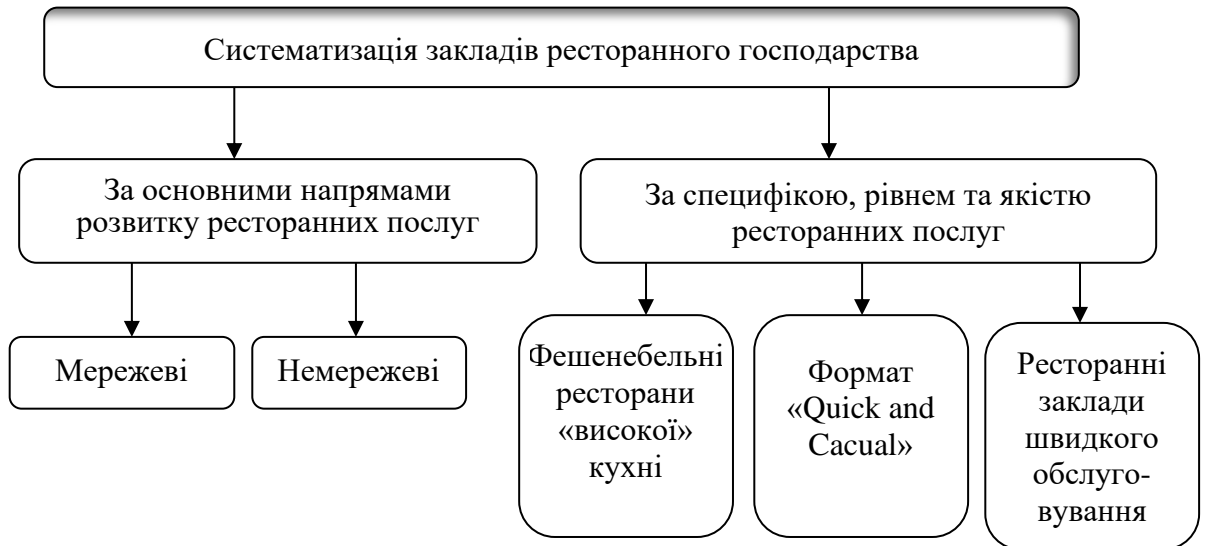 Систематизація закладів ресторанного господарства
За основними напрямами
розвитку ресторанних послуг
За специфікою, рівнем та якістю
ресторанних послуг
Мережеві
Немережеві
Фешенебельні
ресторани
«високої»
кухні
Формат
«Quick and
Cacual»
Ресторанні
заклади
швидкого
обслуго-
вування